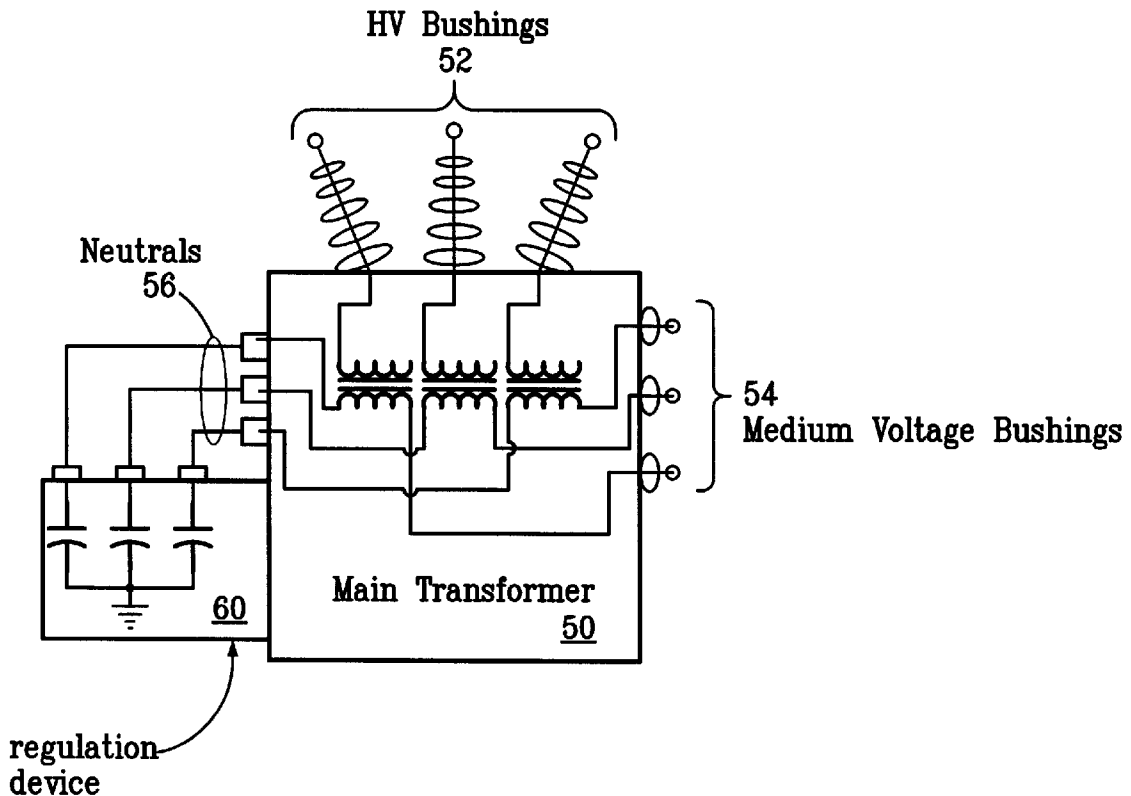 HV Bushings
52
Neutrals
56
54
Medium Voltage Bushings
Main Transformer
50
60
regulation
device